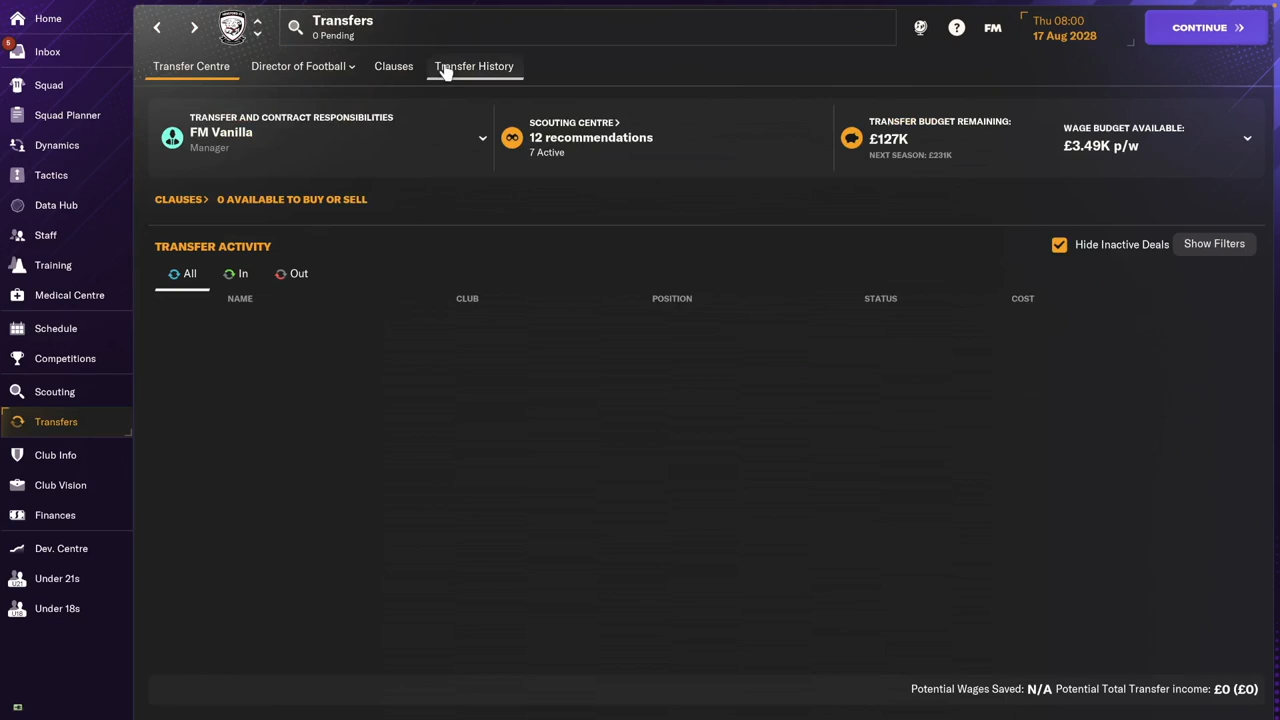 Home
5
Inbox
Squad
Squad Planner
Dynamics
Tactics
Data Hub
Staff
Training
Medical Centre
Schedule
Competitions
Scouting
Transfers
Club Info
Club Vision
Finances
Dev. Centre
U21
Under 21s
U18
Under 18s
Transfers
0 Pending
?
FM
Thu 08:00
17 Aug 2028
CONTINUE
Transfer Centre
Director of Football
Clauses
Transfer History
TRANSFER AND CONTRACT RESPONSIBILITIES
FM Vanilla
Manager
SCOUTING CENTRE>
12 recommendations
7 Active
TRANSFER BUDGET REMAINING:
£127K
NEXT SEASON: £231K
WAGE BUDGET AVAILABLE:
£3.49K p/w
CLAUSES> 0 AVAILABLE TO BUY OR SELL
TRANSFER ACTIVITY
Hide Inactive Deals
Show Filters
All
In
Out
NAME CLUB POSITION STATUS COST
Potential Wages Saved: N/A Potential Total Transfer income: £0 (£0)